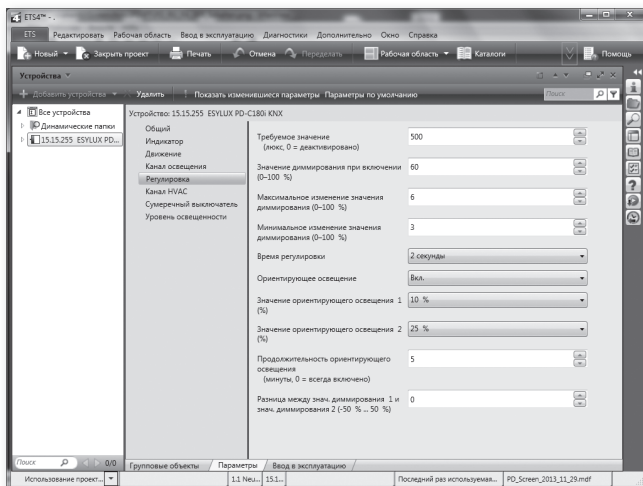 ETS4™ - .
ETS Редактировать Рабочая область Ввод в эксплуатацию Диагностики Дополнительно Окно Справка
Новый Закрыть проект Печать Отмена Переделать Рабочая область Каталоги Помощь
Устройства
Добавить устройства Удалить Показать изменившиеся параметры Параметры по умолчанию Поиск
Все устройства
Динамические папки
15.15.255 ESYLUX PD...
Устройство: 15.15.255 ESYLUX PD-C180i KNX
Общий
Индикатор
Движение
Канал освещения
Регулировка
Канал HVAC
Сумеречный выключатель
Уровень освещенности
Требуемое значение
(люкс, 0 = деактивировано)
500
Значение диммирования при включении
(0–100 %)
60
Максимальное изменение значения
диммирования (0–100 %)
6
Минимальное изменение значения
диммирования (0–100 %)
3
Время регулировки
2 секунды
Ориентирующее освещение
Вкл.
Значение ориентирующего освещения 1
(%)
10 %
Значение ориентирующего освещения 2
(%)
25 %
Продолжительность ориентирующего
освещения
(минуты, 0 = всегда включено)
5
Разница между знач. диммирования 1 и
знач. диммирования 2 (-50 % ... 50 %)
0
Поиск 0/0
Групповые объекты Параметры Ввод в эксплуатацию
Использование проект... 1.1 Neu... 15.1... Последний раз используемая... PD_Screen_2013_11_29.mdf